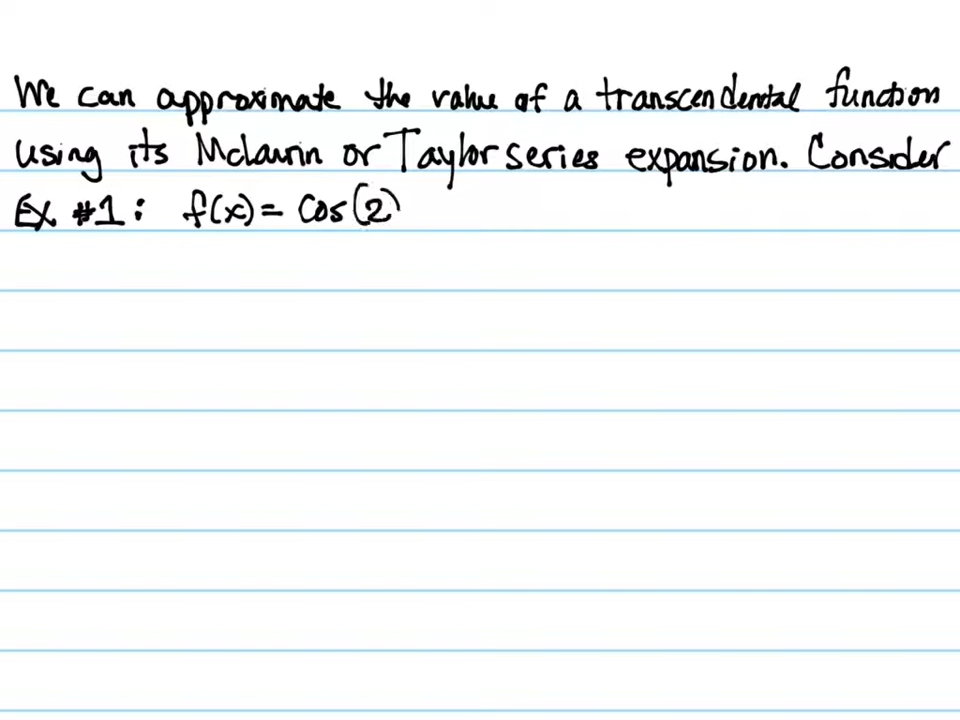 We can approximate the value of a transcendental function
using its Mclaurin or Taylor series expansion. Consider
Ex #1: f(x) = Cos(2)